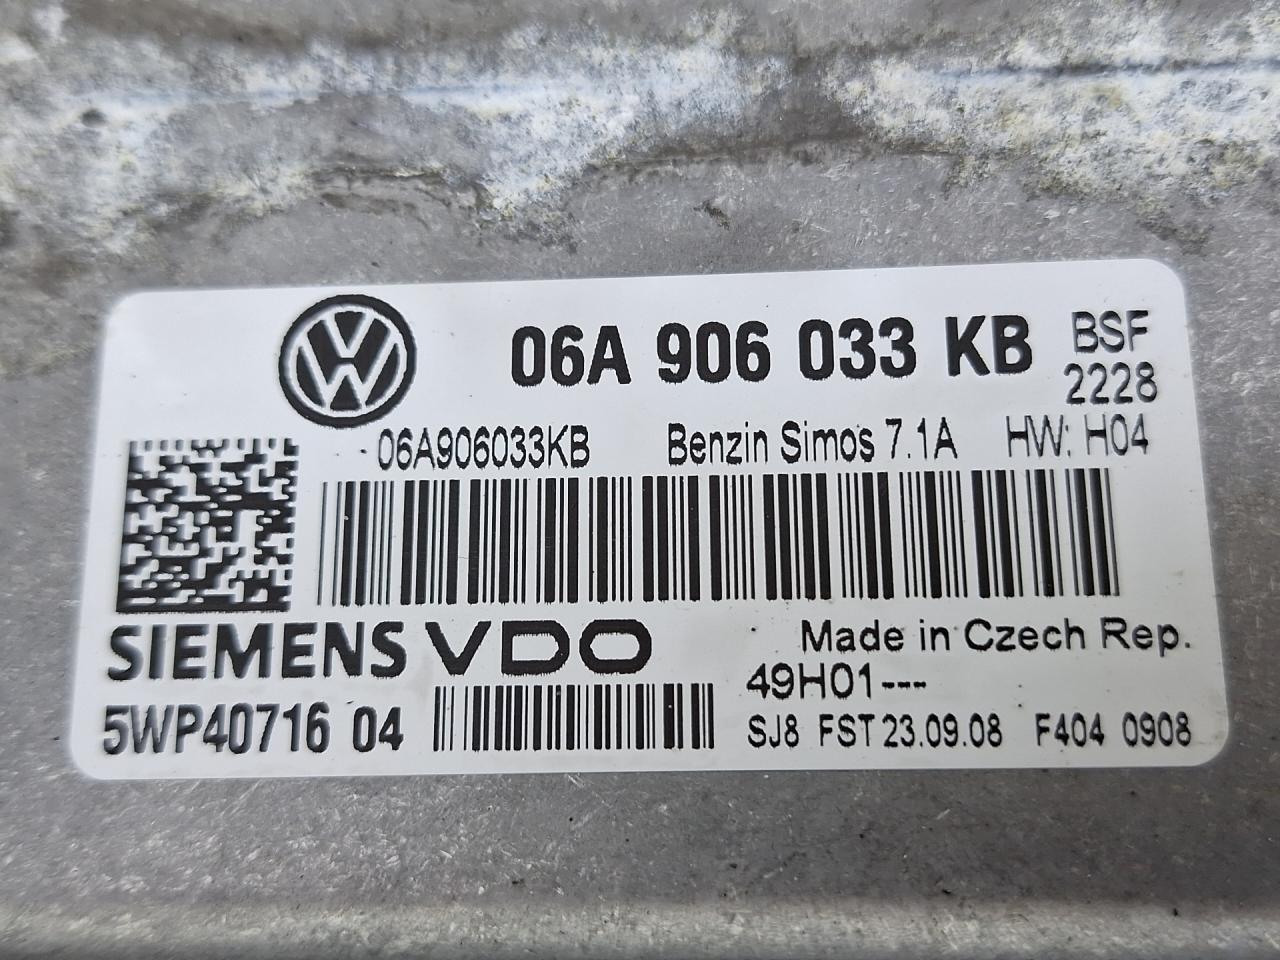 06A 906 033 KB BSF
2228
06A906033KB Benzin Simos 7.1A HW: H04
SIEMENS VDO
Made in Czech Rep.
49H01---
5WP40716 04
SJ8 FST 23.09.08 F404 0908